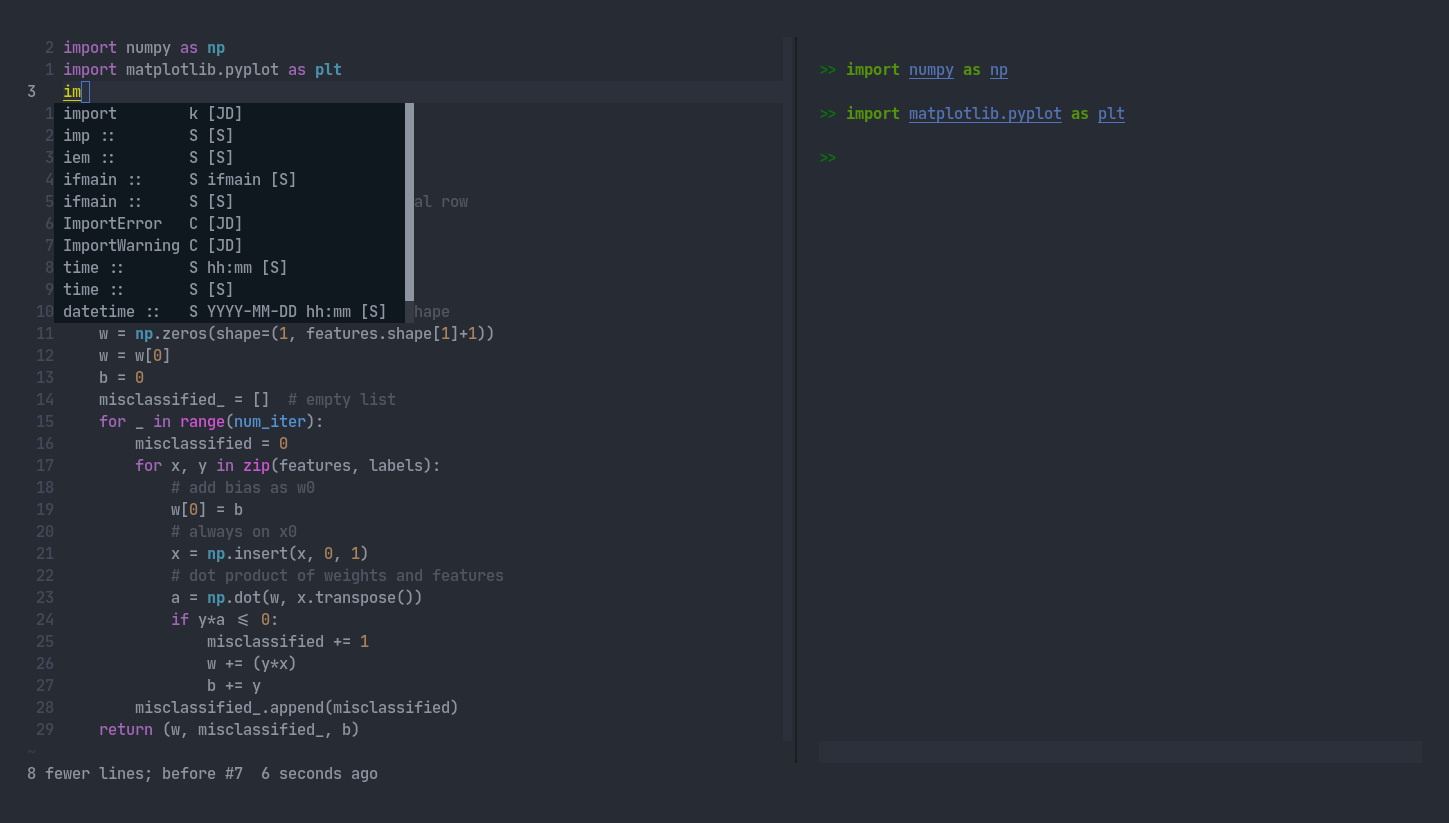 2 import numpy as np
1 import matplotlib.pyplot as plt
3 im
1 import k [JD]
2 imp :: S [S]
3 iem :: S [S]
4 ifmain :: S ifmain [S]
5 ifmain :: S [S] al row
6 ImportError C [JD]
7 ImportWarning C [JD]
8 time :: S hh:mm [S]
9 time :: S [S]
10 datetime :: S YYYY-MM-DD hh:mm [S] hape
11 w = np.zeros(shape=(1, features.shape[1]+1))
12 w = w[0]
13 b = 0
14 misclassified_ = [] # empty list
15 for _ in range(num_iter):
16 misclassified = 0
17 for x, y in zip(features, labels):
18 # add bias as w0
19 w[0] = b
20 # always on x0
21 x = np.insert(x, 0, 1)
22 # dot product of weights and features
23 a = np.dot(w, x.transpose())
24 if y*a ≤ 0:
25 misclassified += 1
26 w += (y*x)
27 b += y
28 misclassified_.append(misclassified)
29 return (w, misclassified_, b)
~
8 fewer lines; before #7 6 seconds ago
>> import numpy as np
>> import matplotlib.pyplot as plt
>>